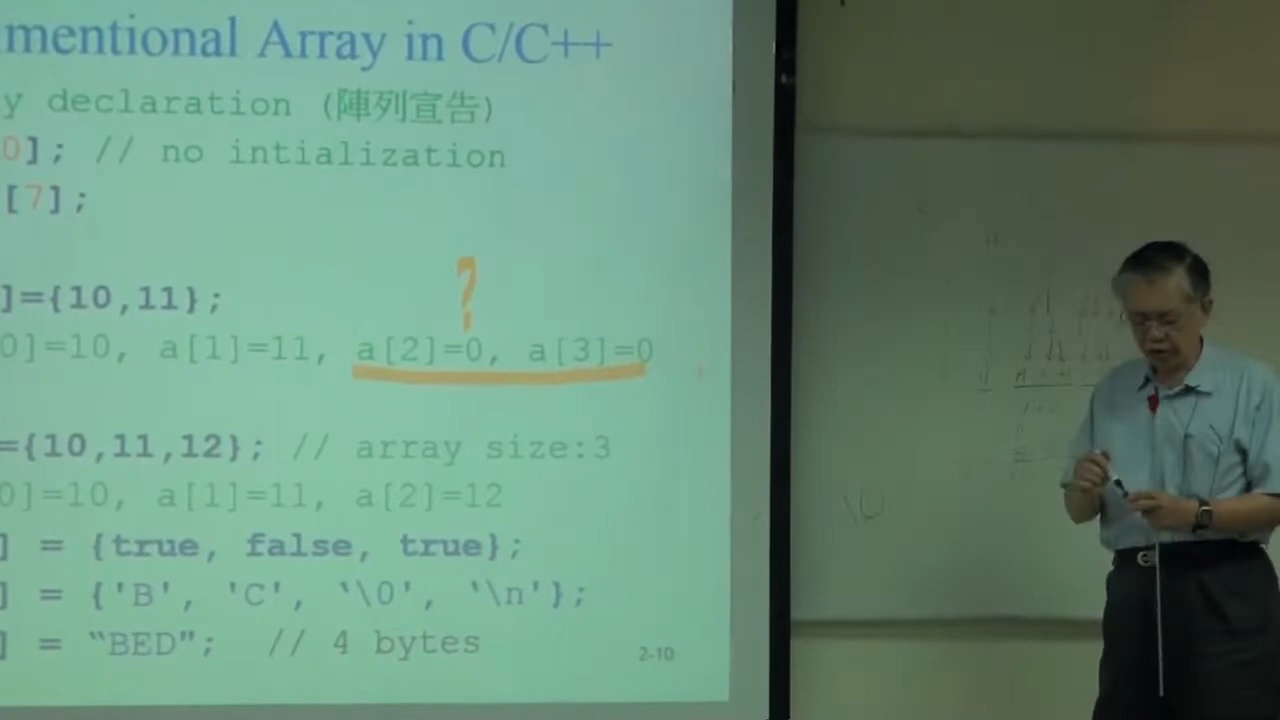 mentional Array in C/C++
y declaration (陣列宣告)
0]; // no intialization
[7];
?
]={10,11};
0]=10, a[1]=11, a[2]=0, a[3]=0
={10,11,12}; // array size:3
0]=10, a[1]=11, a[2]=12
] = {true, false, true};
] = {'B', 'C', '\0', '\n'};
] = "BED"; // 4 bytes
2-10
\0